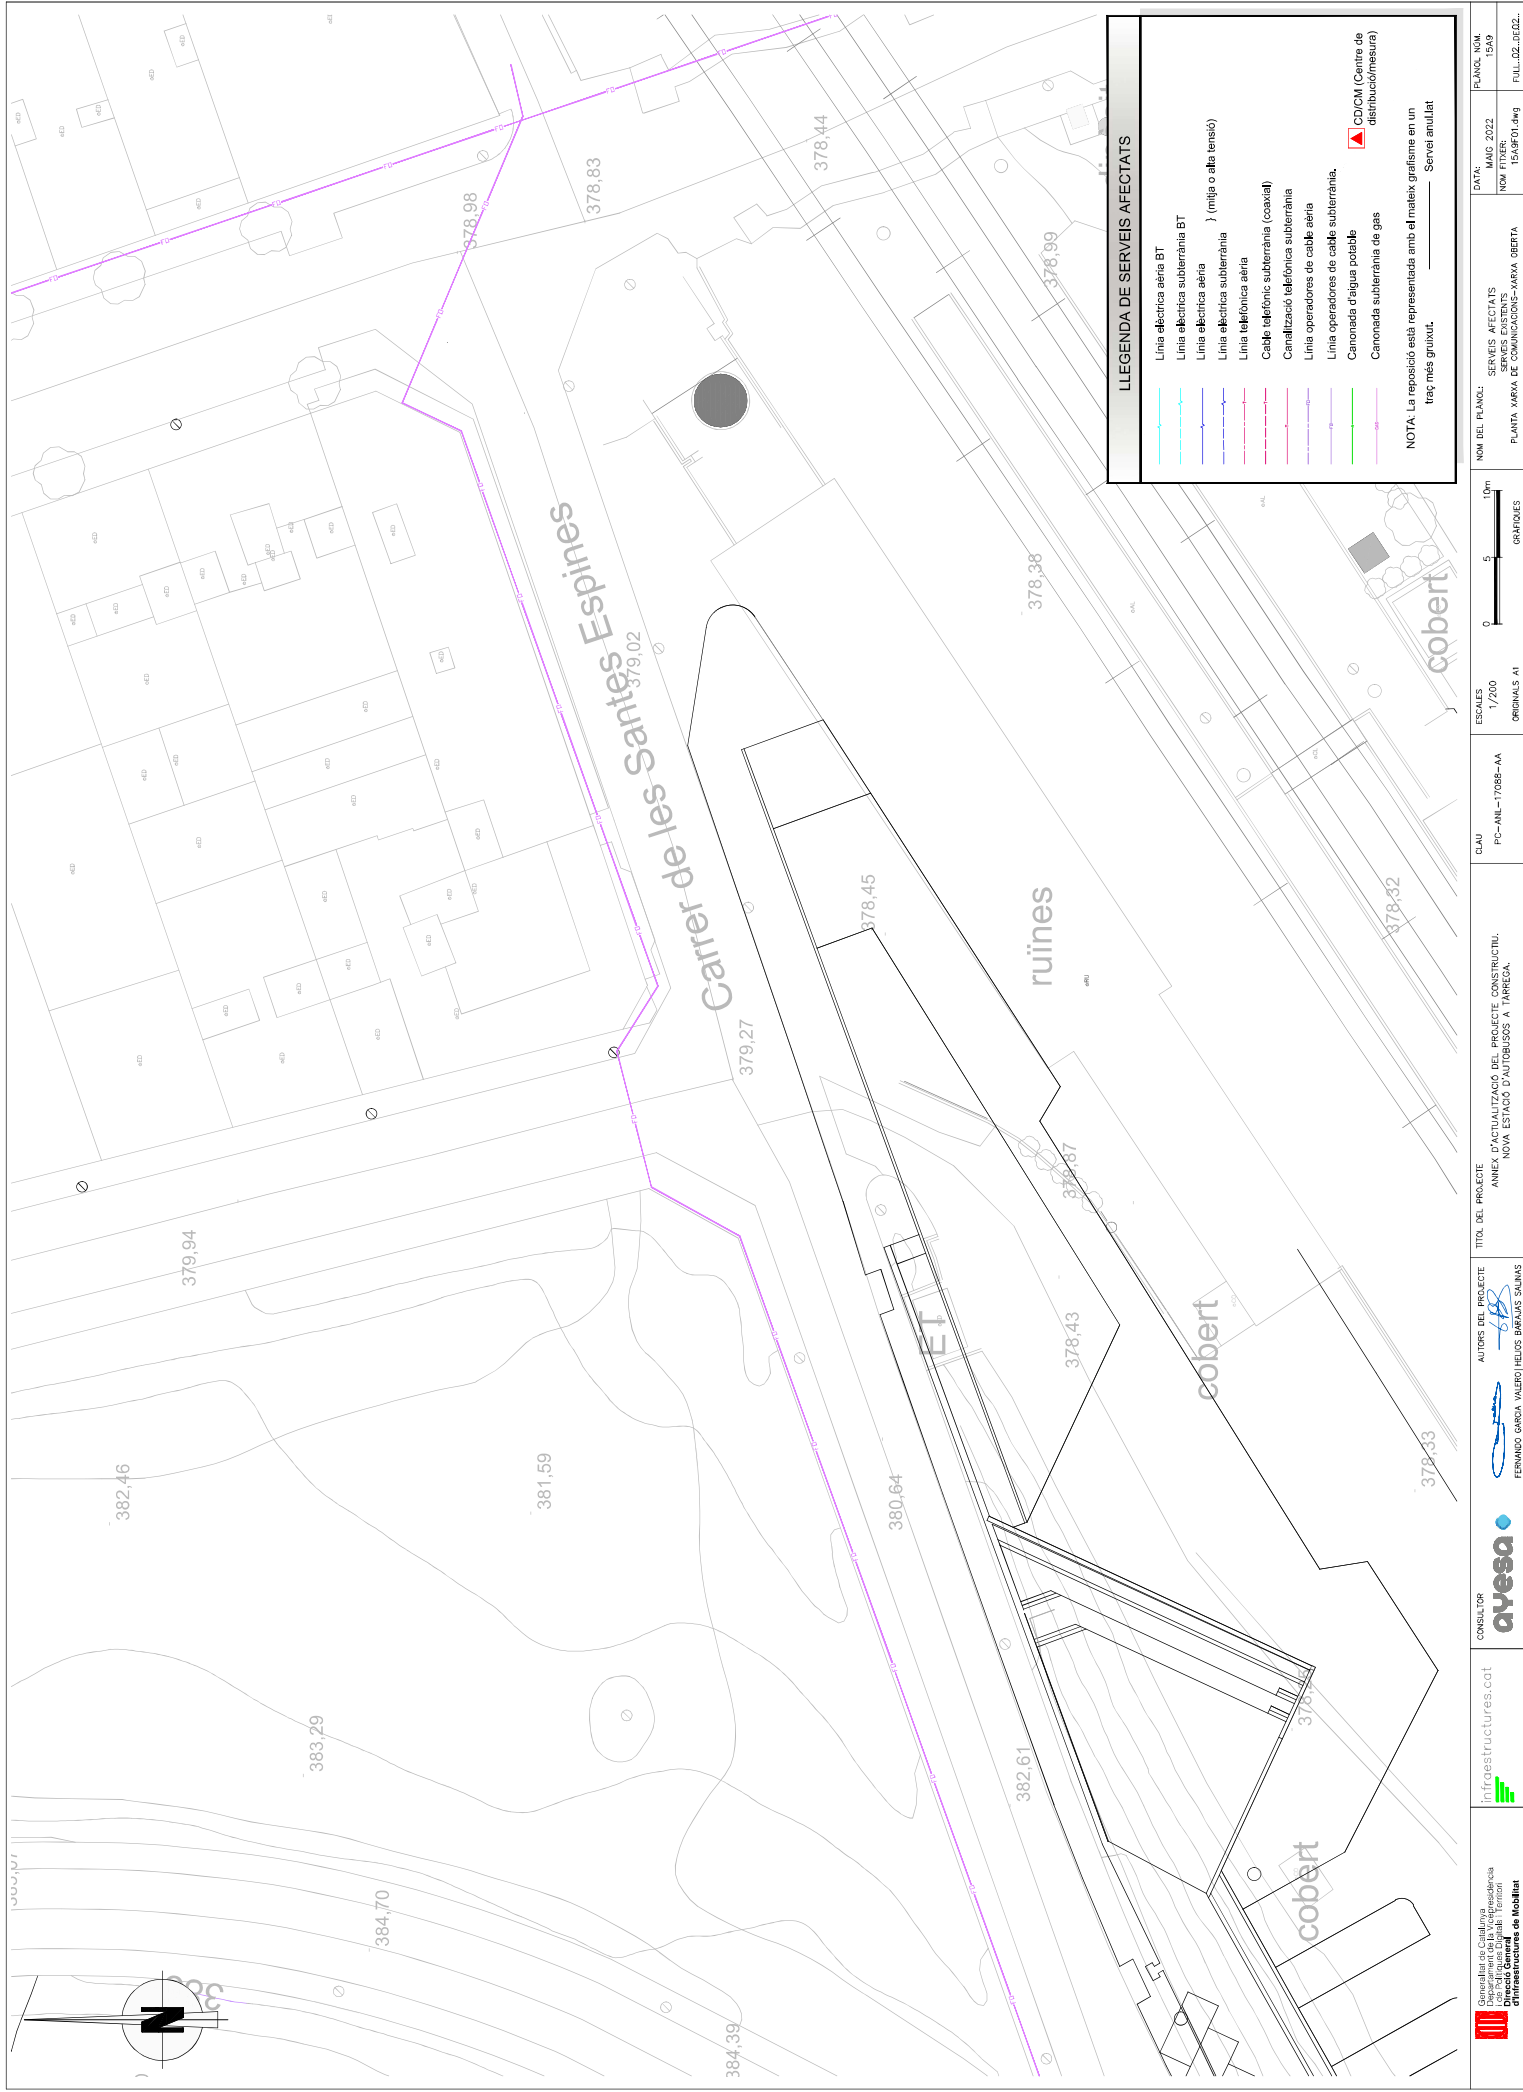 LLEGENDA DE SERVEIS AFECTATS
Línia elèctrica aèria BT
Línia elèctrica subterrània BT
Línia elèctrica aèria
} (mitja o alta tensió)
Línia elèctrica subterrània
Línia telefònica aèria
Cable telefònic subterrània (coaxial)
Canalització telefònica subterrània
Línia operadores de cable aèria
Línia operadores de cable subterrània.
Canonada d'aigua potable
CD/CM (Centre de
distribució/mesura)
Canonada subterrània de gas
NOTA: La reposició està representada amb el mateix grafisme en un
traç més gruixut.
Servei anul.lat
Carrer de les Santes Espines
ruïnes
cobert
cobert
cobert
ET
N
378,98
378,83
378,44
378,99
379,02
378,38
378,45
378,32
379,27
378,87
379,94
378,43
378,33
382,46
381,59
380,64
383,29
382,61
384,70
384,39
Generalitat de Catalunya
Departament de la Vicepresidència
i de Polítiques Digitals i Territori
Direcció General
d'Infraestructures de Mobilitat
infraestructures.cat
CONSULTOR
ayesa
AUTORS DEL PROJECTE
FERNANDO GARCIA VALERO | HELIOS BARAJAS SALINAS
TITOL DEL PROJECTE
ANNEX D'ACTUALITZACIÓ DEL PROJECTE CONSTRUCTIU.
NOVA ESTACIÓ D'AUTOBUSOS A TÀRREGA.
CLAU
PC-ANL-17088-AA
ESCALES
1/200
ORIGINALS A1
0 5 10m
GRÀFIQUES
NOM DEL PLÀNOL:
SERVEIS AFECTATS
SERVEIS EXISTENTS
PLANTA XARXA DE COMUNICACIONS-XARXA OBERTA
DATA:
MAIG 2022
NOM FITXER:
15A9F01.dwg
PLÀNOL NÚM.
15A9
FULL..02..DE02..